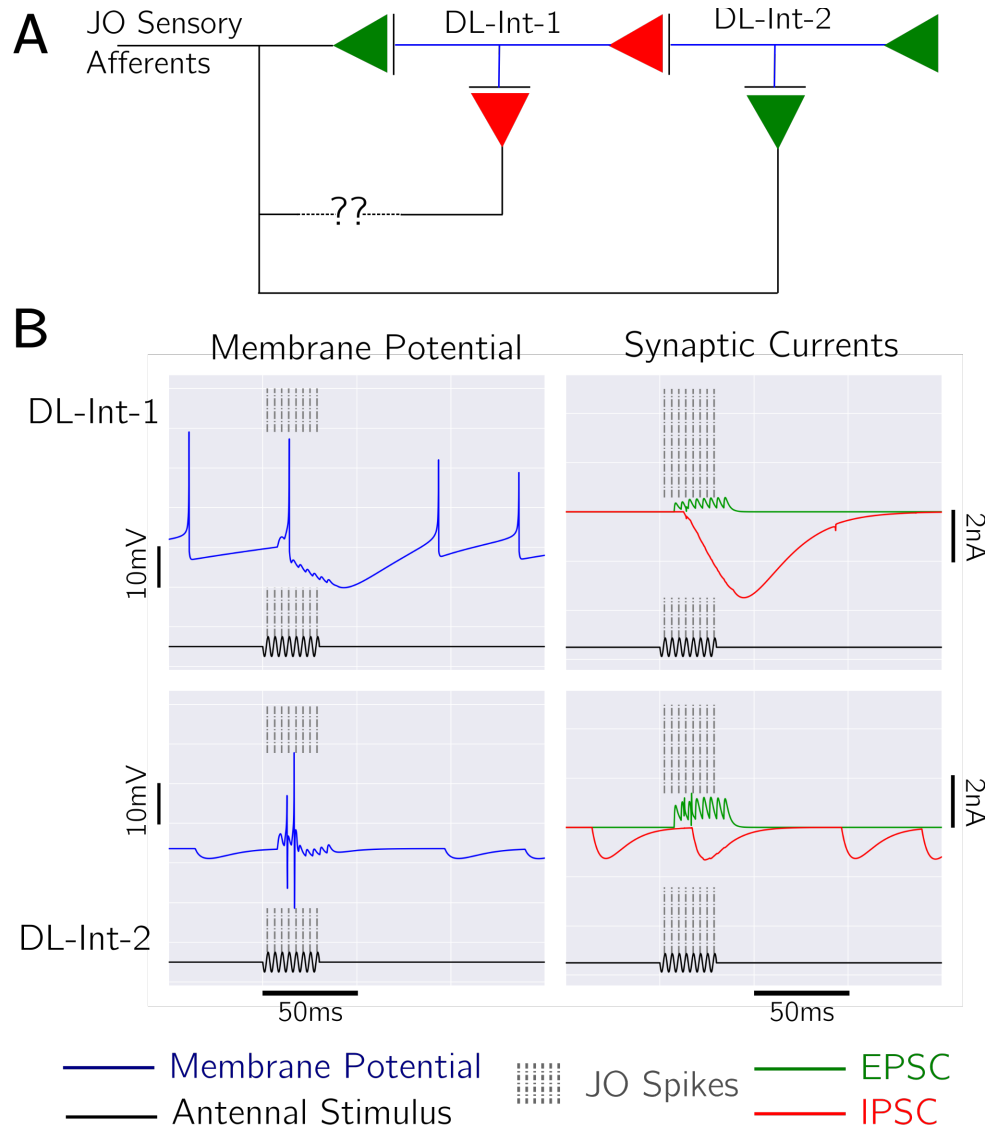 A
JO Sensory
Afferents
DL-Int-1
DL-Int-2
??
B
Membrane Potential
Synaptic Currents
DL-Int-1
10mV
2nA
10mV
2nA
DL-Int-2
50ms
50ms
Membrane Potential
Antennal Stimulus
JO Spikes
EPSC
IPSC